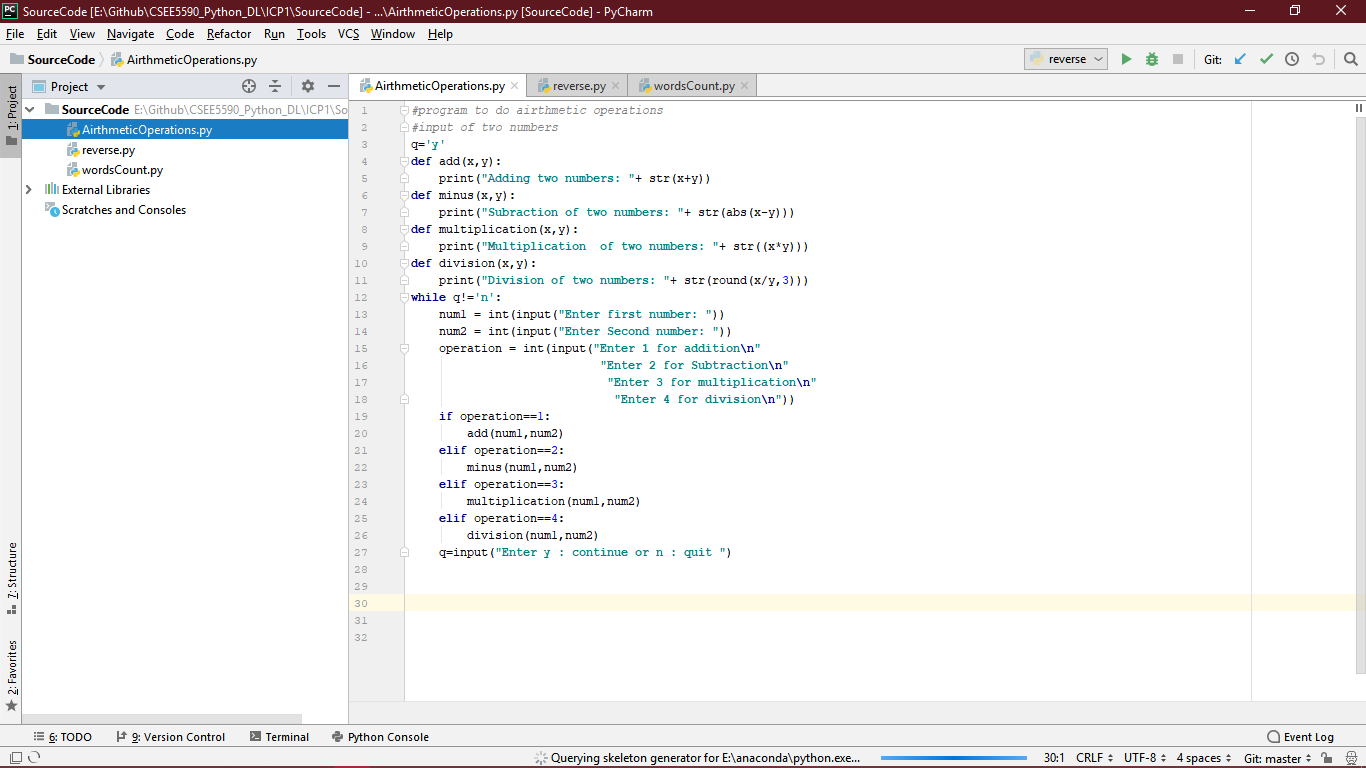 SourceCode [E:\Github\CSEE5590_Python_DL\ICP1\SourceCode] - ...\AirthmeticOperations.py [SourceCode] - PyCharm
File Edit View Navigate Code Refactor Run Tools VCS Window Help
SourceCode AirthmeticOperations.py reverse Git:
Project
AirthmeticOperations.py reverse.py wordsCount.py
1: Project
SourceCode E:\Github\CSEE5590_Python_DL\ICP1\So
AirthmeticOperations.py
reverse.py
wordsCount.py
External Libraries
Scratches and Consoles
7: Structure
2: Favorites
1 #program to do airthmetic operations
2 #input of two numbers
3 q='y'
4 def add(x,y):
5     print("Adding two numbers: "+ str(x+y))
6 def minus(x,y):
7     print("Subraction of two numbers: "+ str(abs(x-y)))
8 def multiplication(x,y):
9     print("Multiplication  of two numbers: "+ str((x*y)))
10 def division(x,y):
11     print("Division of two numbers: "+ str(round(x/y,3)))
12 while q!='n':
13     num1 = int(input("Enter first number: "))
14     num2 = int(input("Enter Second number: "))
15     operation = int(input("Enter 1 for addition\n"
16                            "Enter 2 for Subtraction\n"
17                             "Enter 3 for multiplication\n"
18                              "Enter 4 for division\n"))
19     if operation==1:
20         add(num1,num2)
21     elif operation==2:
22         minus(num1,num2)
23     elif operation==3:
24         multiplication(num1,num2)
25     elif operation==4:
26         division(num1,num2)
27     q=input("Enter y : continue or n : quit ")
28
29
30
31
32
6: TODO 9: Version Control Terminal Python Console Event Log
Querying skeleton generator for E:\anaconda\python.exe... 30:1 CRLF UTF-8 4 spaces Git: master